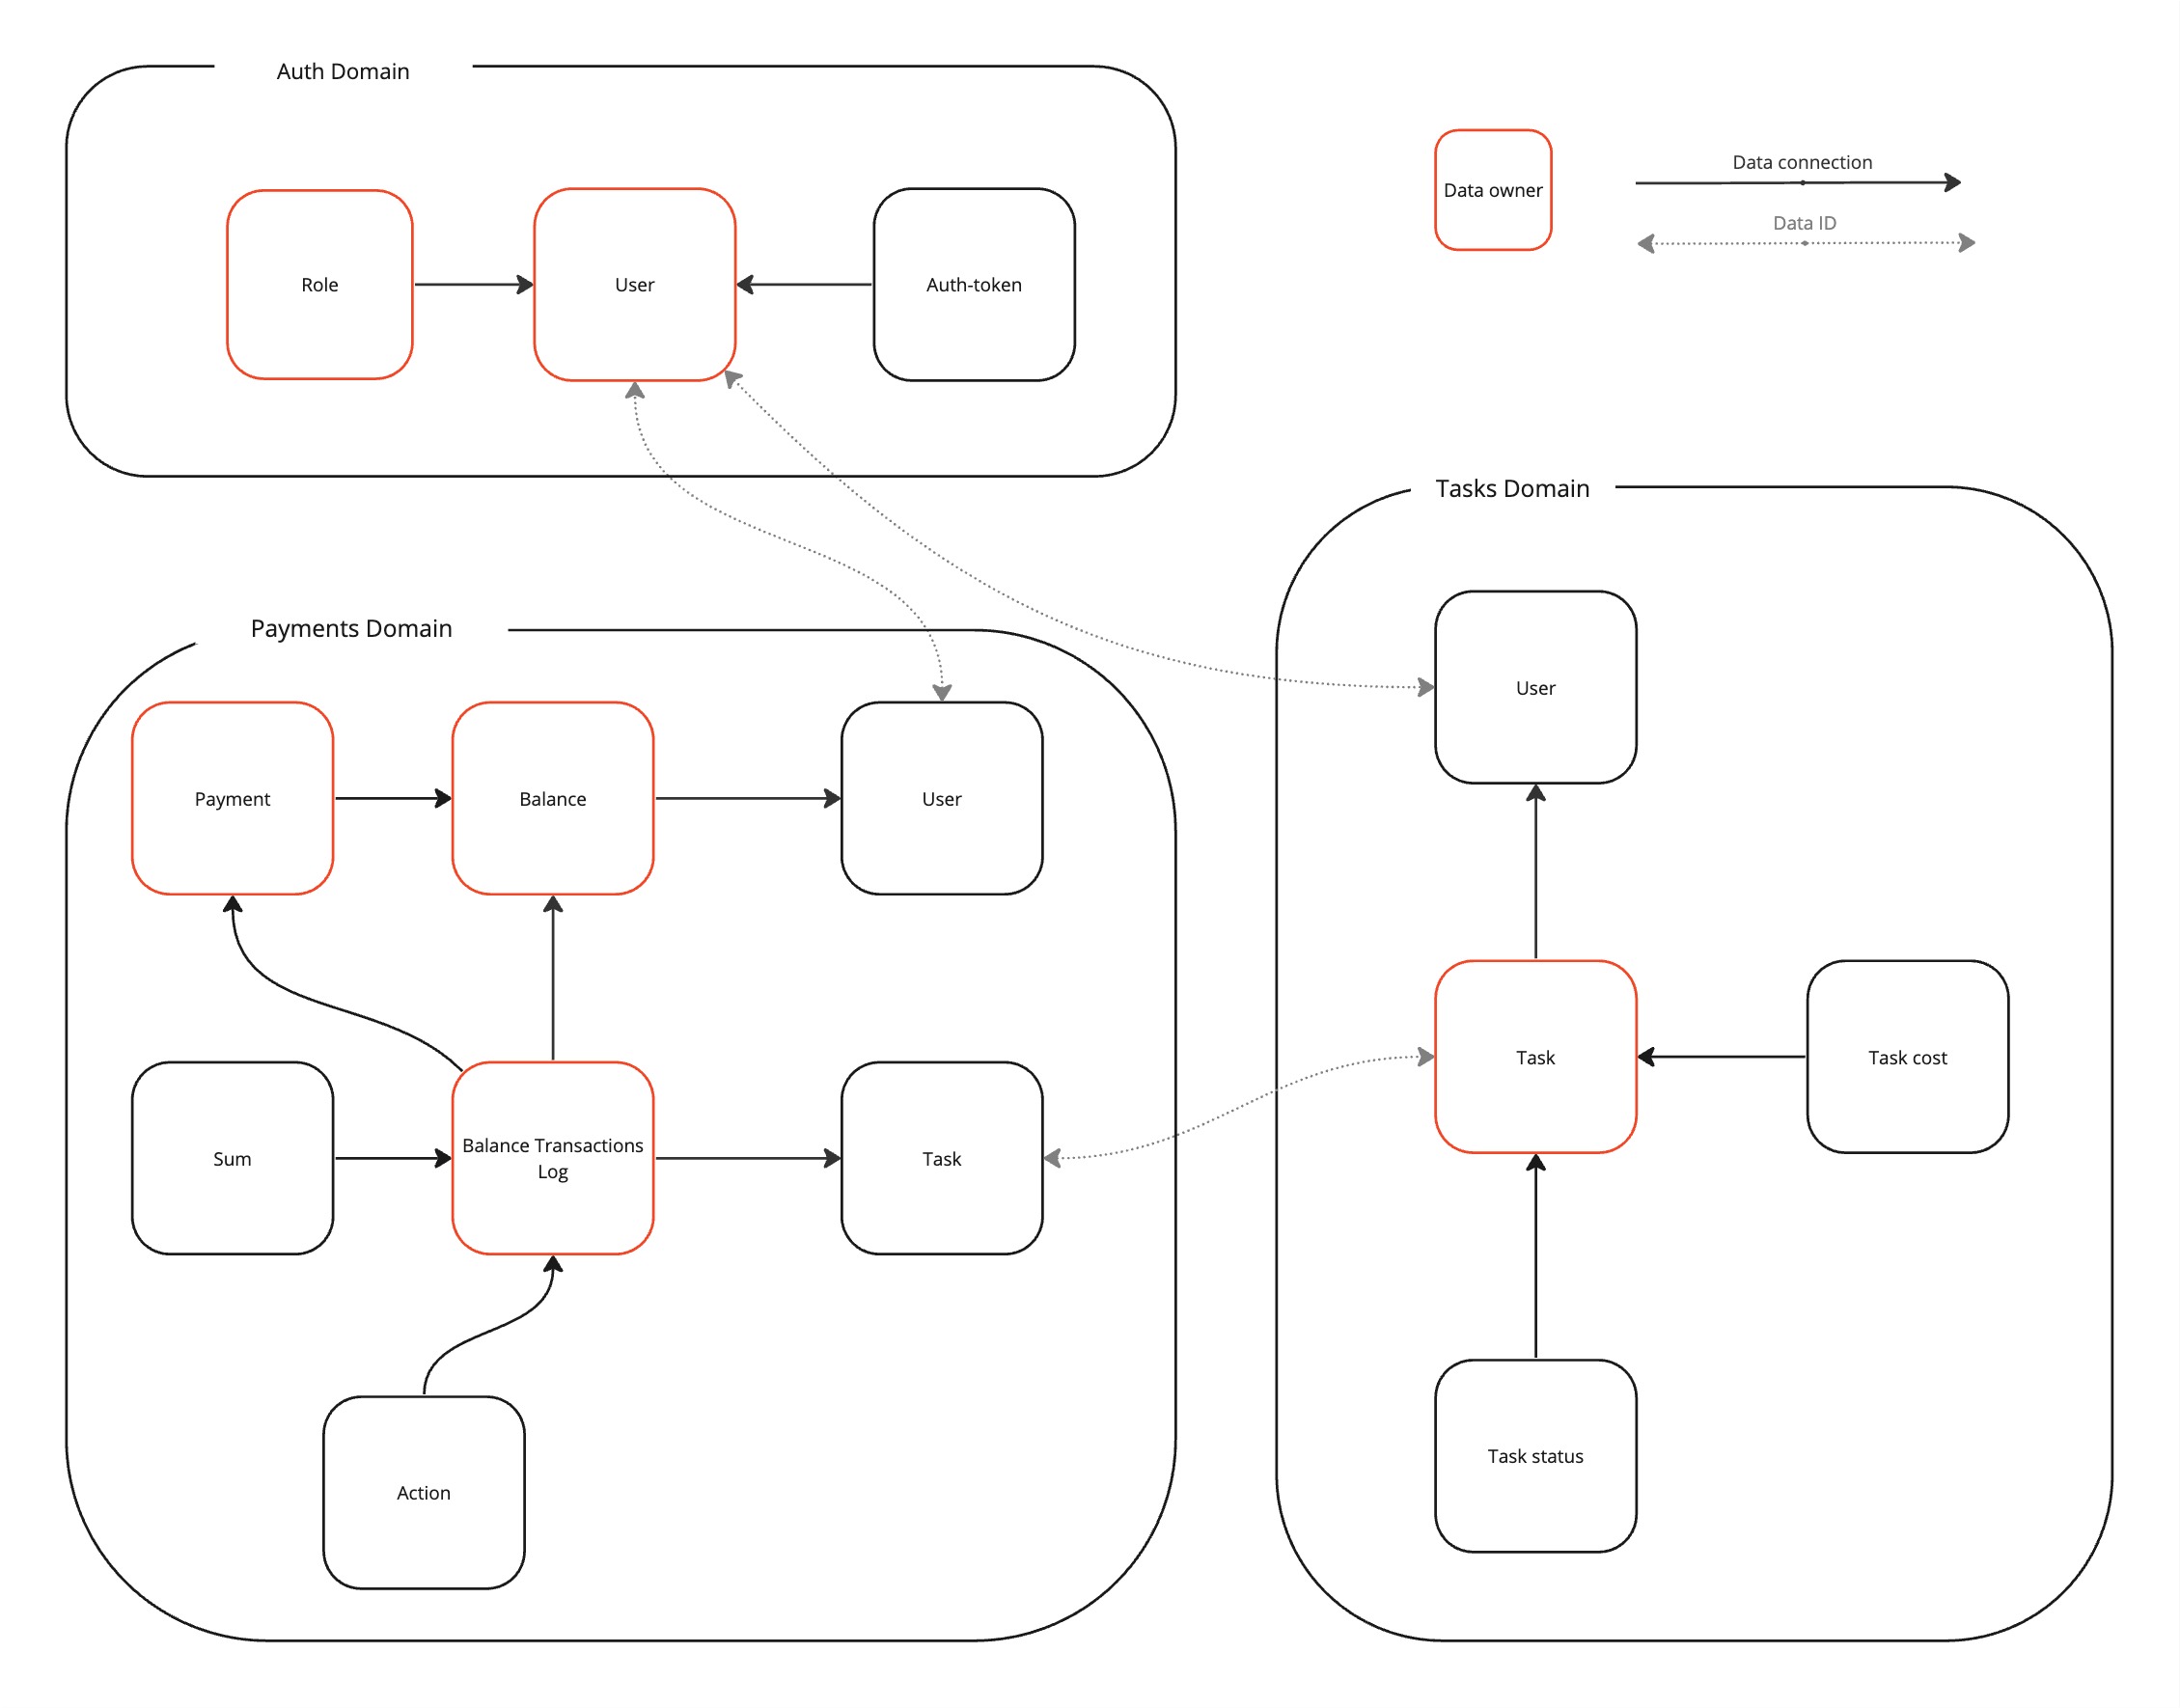 Auth Domain
Role
User
Auth-token
Data owner
Data connection
Data ID
Payments Domain
Payment
Balance
User
Sum
Balance Transactions
Log
Task
Action
Tasks Domain
User
Task
Task cost
Task status